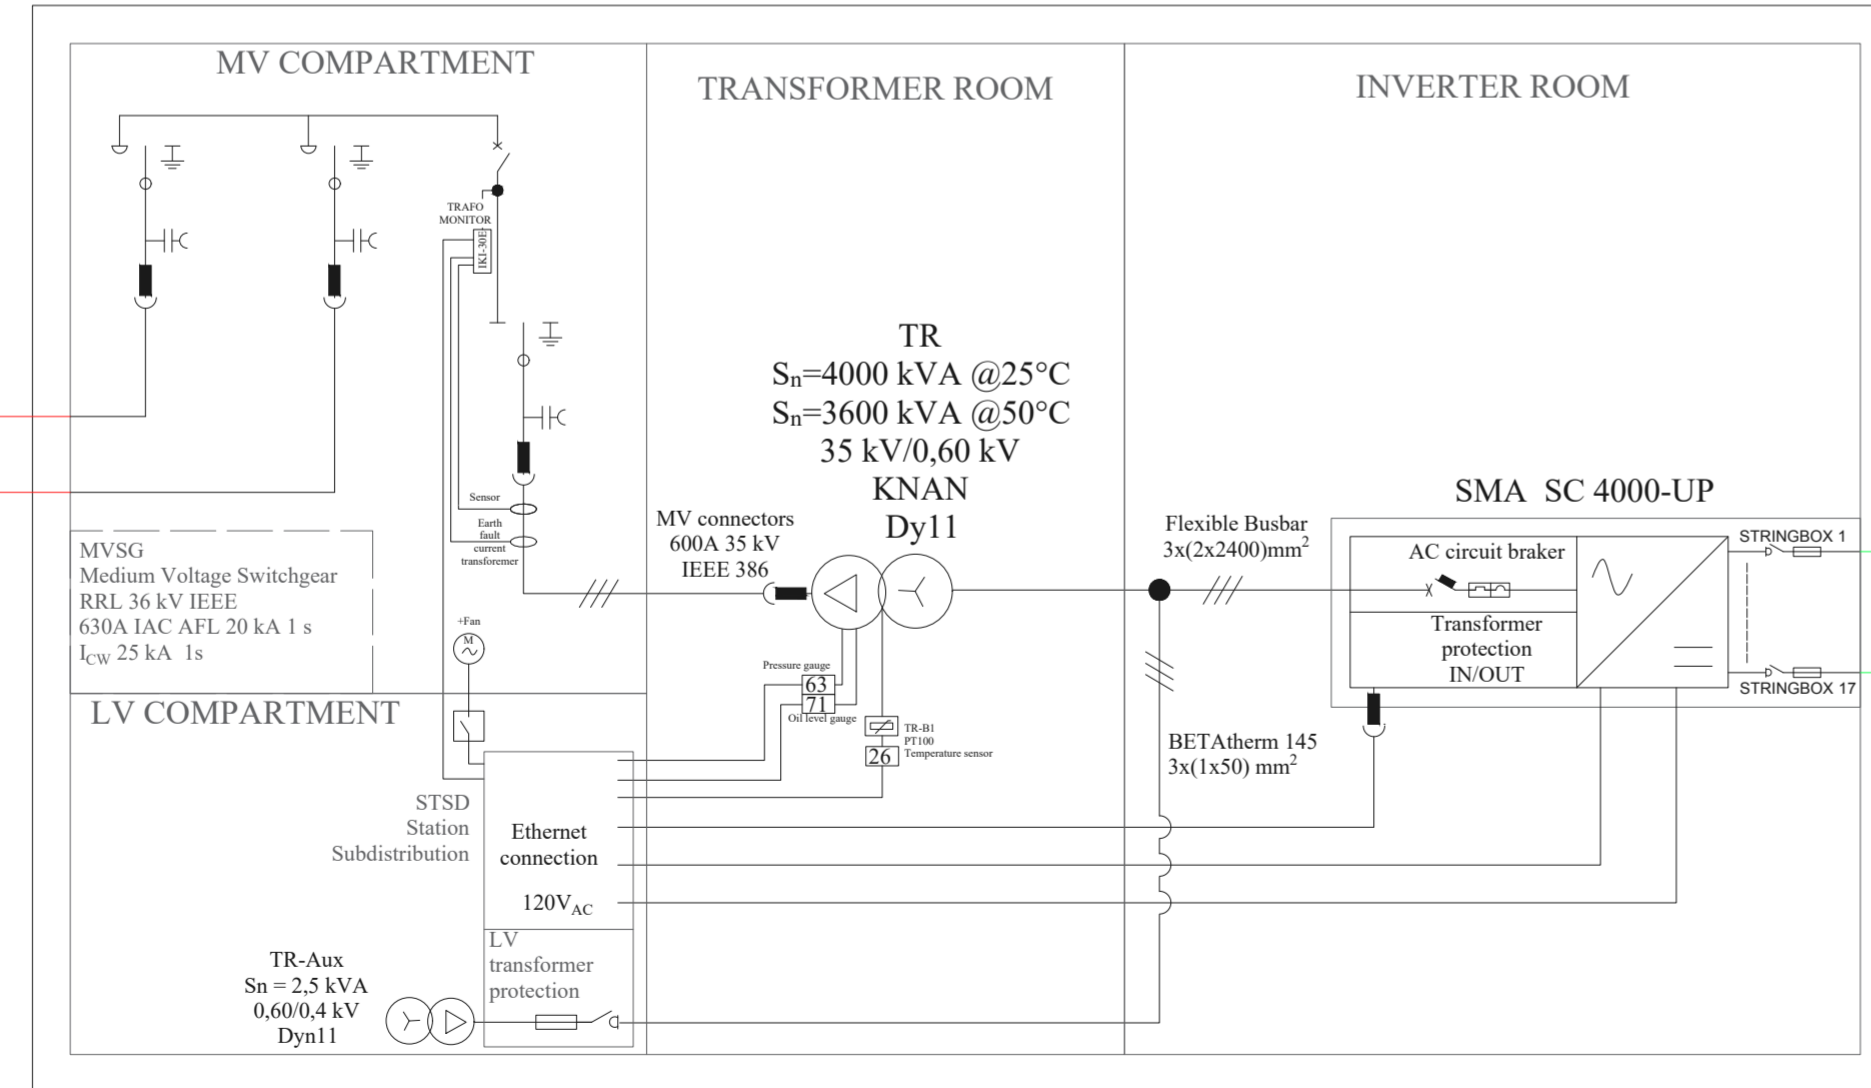 MV COMPARTMENT
TRANSFORMER ROOM
INVERTER ROOM
TRAFO
MONITOR
IKI-30E
TR
Sn=4000 kVA @25°C
Sn=3600 kVA @50°C
35 kV/0,60 kV
KNAN
Dy11
SMA SC 4000-UP
Sensor
Earth
fault
current
transforemer
MV connectors
600A 35 kV
IEEE 386
Flexible Busbar
3x(2x2400)mm²
AC circuit braker
Transformer
protection
IN/OUT
STRINGBOX 1
STRINGBOX 17
MVSG
Medium Voltage Switchgear
RRL 36 kV IEEE
630A IAC AFL 20 kA 1 s
ICW 25 kA 1s
+Fan
M
Pressure gauge
63
71
Oil level gauge
TR-B1
PT100
Temperature sensor
26
BETAtherm 145
3x(1x50) mm²
LV COMPARTMENT
STSD
Station
Subdistribution
Ethernet
connection
120VAC
LV
transformer
protection
TR-Aux
Sn = 2,5 kVA
0,60/0,4 kV
Dyn11